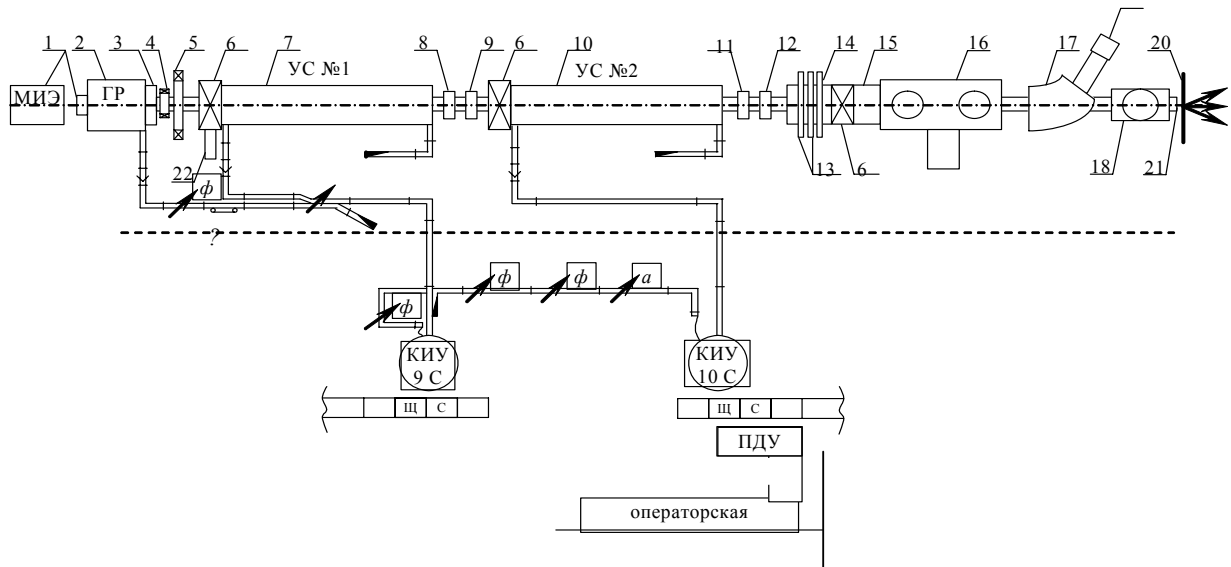 1 2 3 4 5 6 7 8 9 6 10 11 12 14 15 16 17 20
УС №1 УС №2
МИЭ ГР
22 13 6 18 21
ф
?
ф ф а
ф
КИУ 9 С
КИУ 10 С
Щ С Щ С
ПДУ
операторская